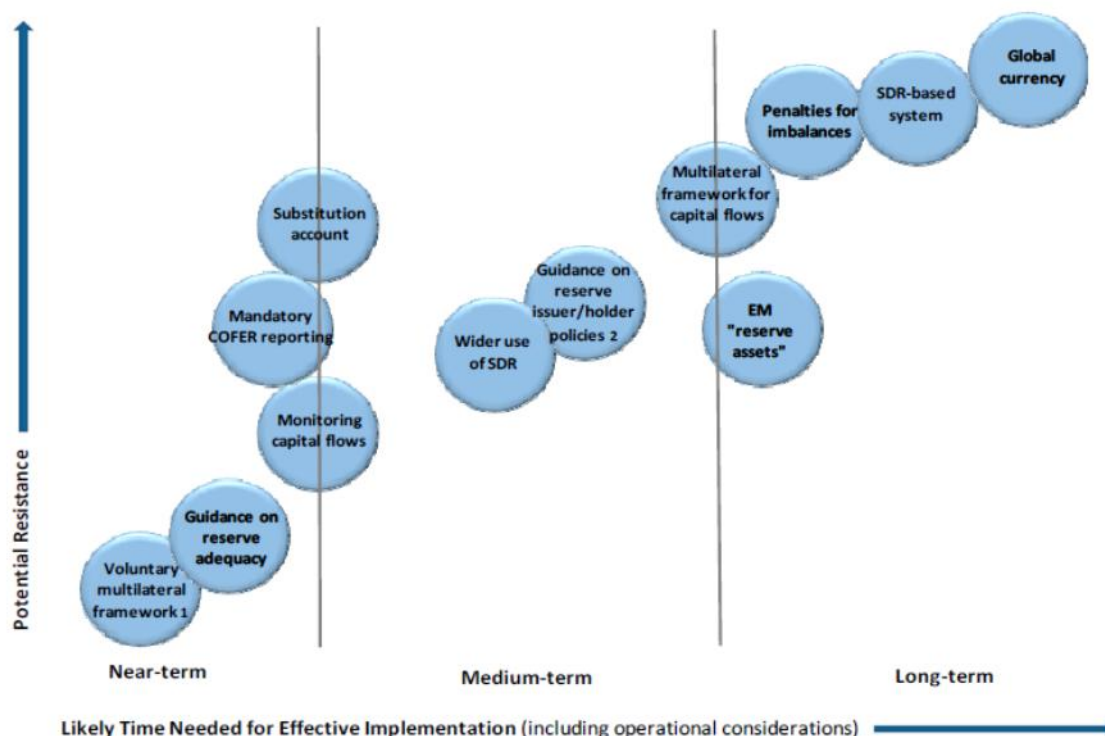 Potential Resistance
Global
currency
SDR-based
system
Penalties for
imbalances
Multilateral
framework for
capital flows
Substitution
account
Guidance on
reserve
issuer/holder
policies 2
Mandatory
COFER reporting
EM
"reserve
assets"
Wider use
of SDR
Monitoring
capital flows
Guidance on
reserve
adequacy
Voluntary
multilateral
framework 1
Near-term
Medium-term
Long-term
Likely Time Needed for Effective Implementation (including operational considerations)